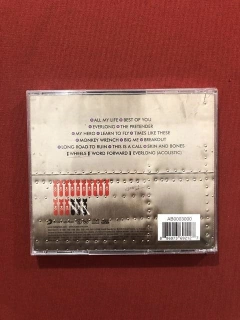 ALL MY LIFE BEST OF YOU
EVERLONG THE PRETENDER
MY HERO LEARN TO FLY TIMES LIKE THESE
MONKEY WRENCH BIG ME BREAKOUT
LONG ROAD TO RUIN THIS IS A CALL SKIN AND BONES
WHEELS WORD FORWARD EVERLONG (ACOUSTIC)
AB0003000